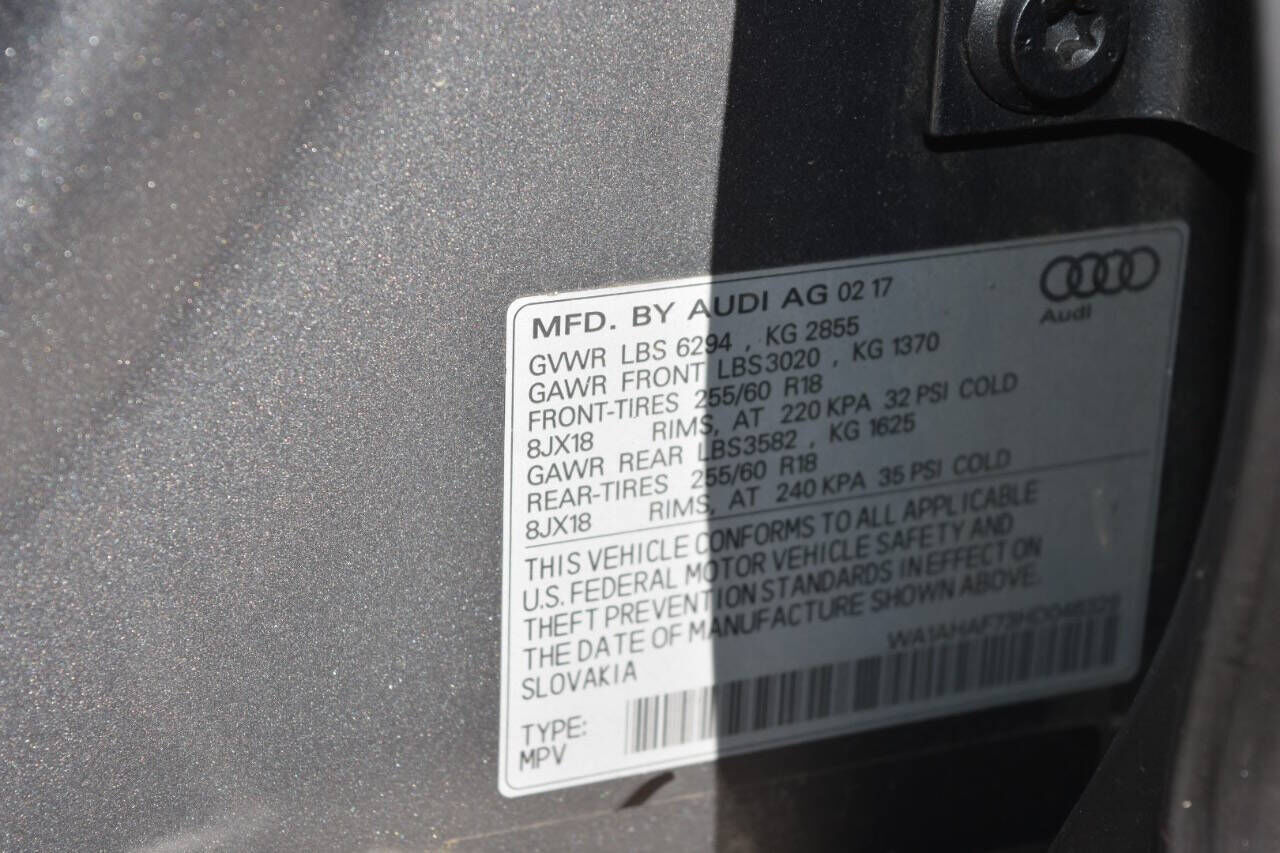 MFD. BY AUDI AG 02 17
Audi
GVWR LBS 6294 , KG 2855
GAWR FRONT LBS3020 , KG 1370
FRONT-TIRES 255/60 R18
8JX18 RIMS, AT 220 KPA 32 PSI COLD
GAWR REAR LBS3582 , KG 1625
REAR-TIRES 255/60 R18
8JX18 RIMS, AT 240 KPA 35 PSI COLD
THIS VEHICLE CONFORMS TO ALL APPLICABLE
U.S. FEDERAL MOTOR VEHICLE SAFETY AND
THEFT PREVENTION STANDARDS IN EFFECT ON
THE DATE OF MANUFACTURE SHOWN ABOVE.
SLOVAKIA
TYPE:
MPV